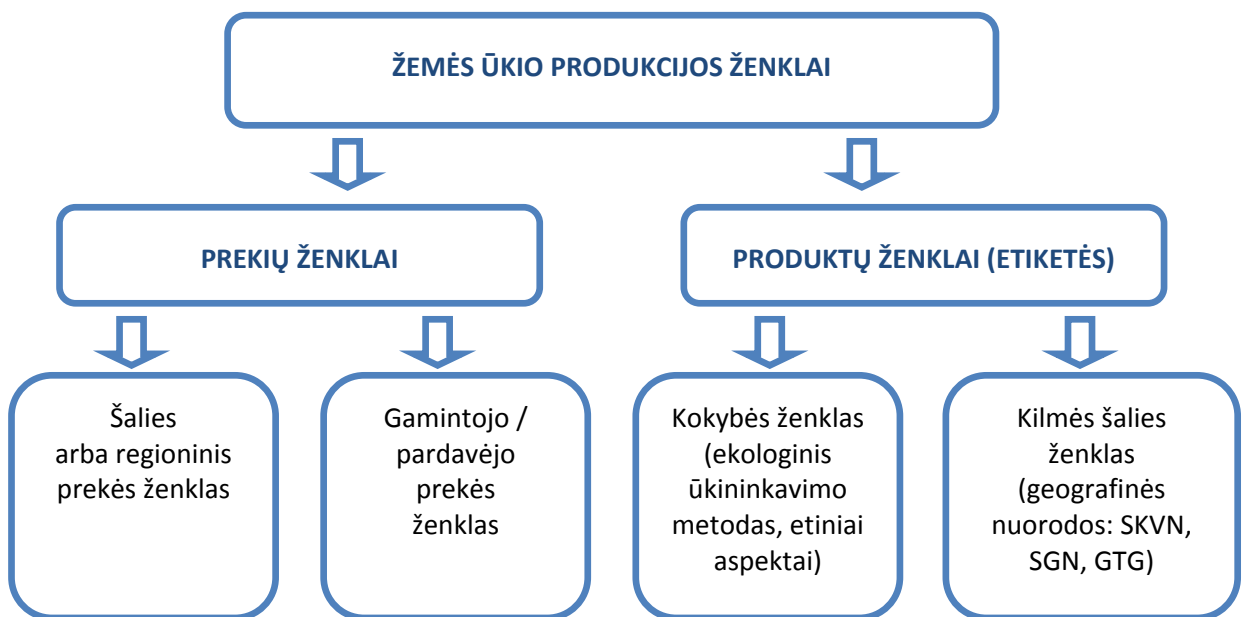 ŽEMĖS ŪKIO PRODUKCIJOS ŽENKLAI
PREKIŲ ŽENKLAI
PRODUKTŲ ŽENKLAI (ETIKETĖS)
Šalies
arba regioninis
prekės ženklas
Gamintojo /
pardavėjo
prekės
ženklas
Kokybės ženklas
(ekologinis
ūkininkavimo
metodas, etiniai
aspektai)
Kilmės šalies
ženklas
(geografinės
nuorodos: SKVN,
SGN, GTG)